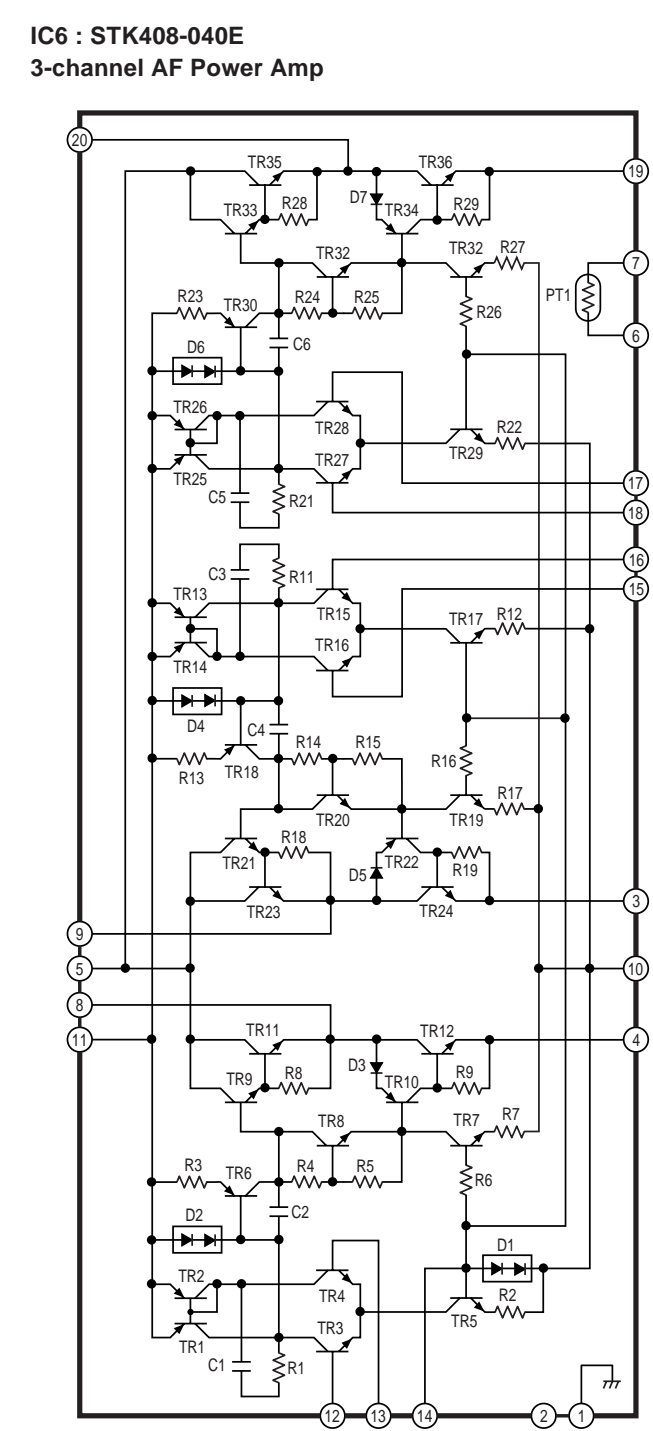 IC6 : STK408-040E
3-channel AF Power Amp
20
TR35 TR36
19
R28 D7 R29
TR33 TR34
TR32 TR32 R27
7
R23 TR30 R24 R25 R26 PT1
C6
6
D6
TR26 R22
TR28 TR29
TR25 TR27
17
C5 R21
18
16
C3 R11
15
TR13 TR15 TR17 R12
TR14 TR16
D4 C4 R14 R15 R16
R13 TR18 R17
TR20 TR19
R18
TR21 D5 TR22 R19
TR23 TR24
3
9
5 10
8
11 4
TR11 TR12
TR9 R8 D3 TR10 R9
TR8 TR7 R7
R3 TR6 R4 R5 R6
C2
D2 D1
TR2 TR4 R2
TR5
TR1 TR3
C1 R1
12 13 14 2 1